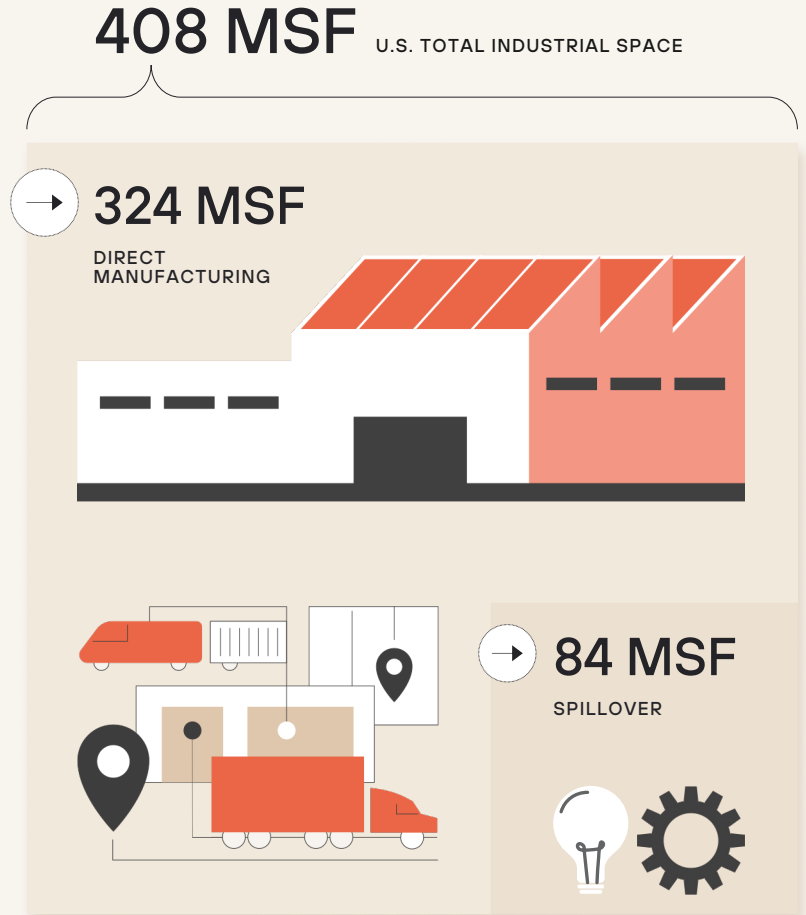 408 MSF U.S. TOTAL INDUSTRIAL SPACE
324 MSF
DIRECT
MANUFACTURING
84 MSF
SPILLOVER